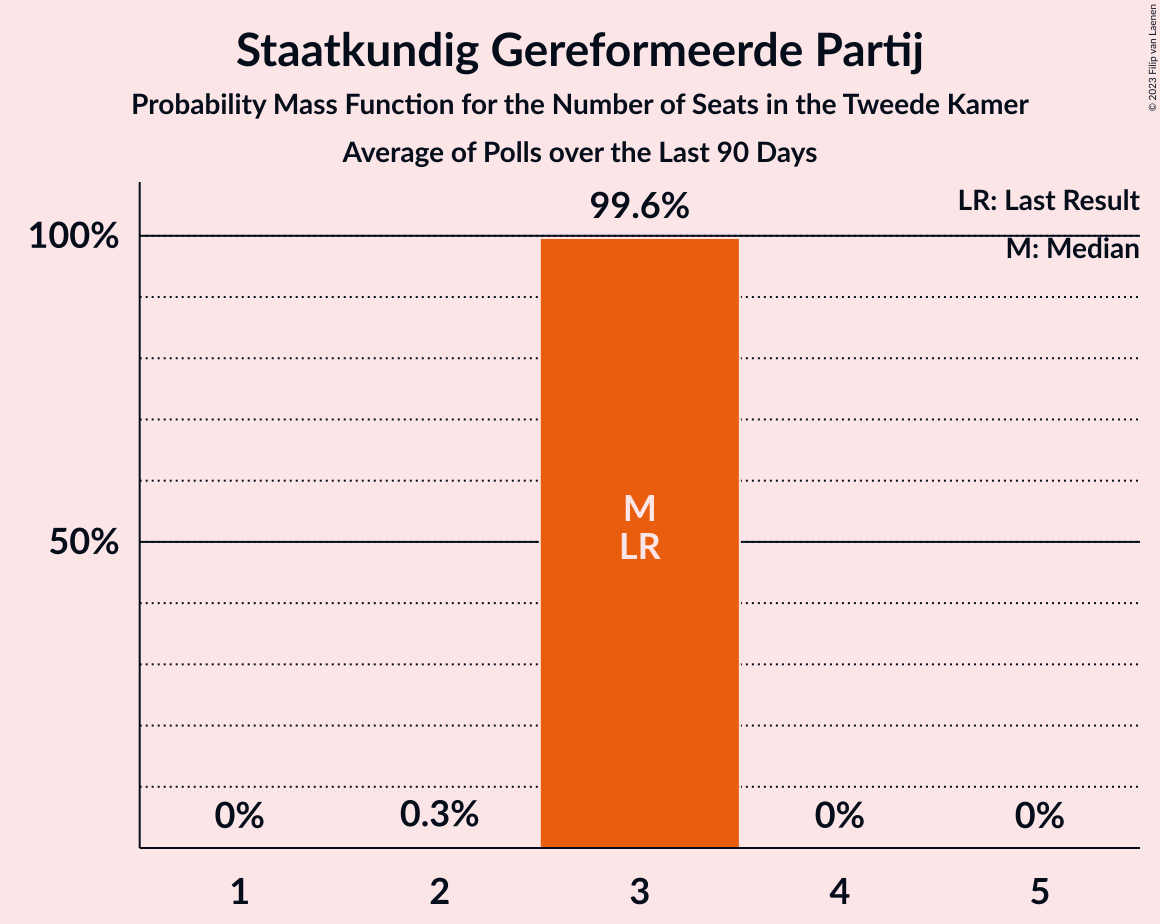 Staatkundig Gereformeerde Partij
Probability Mass Function for the Number of Seats in the Tweede Kamer
Average of Polls over the Last 90 Days
© 2023 Filip van Laenen
LR: Last Result
M: Median
99.6%
100%
50%
M
LR
0%
0.3%
0%
0%
1
2
3
4
5